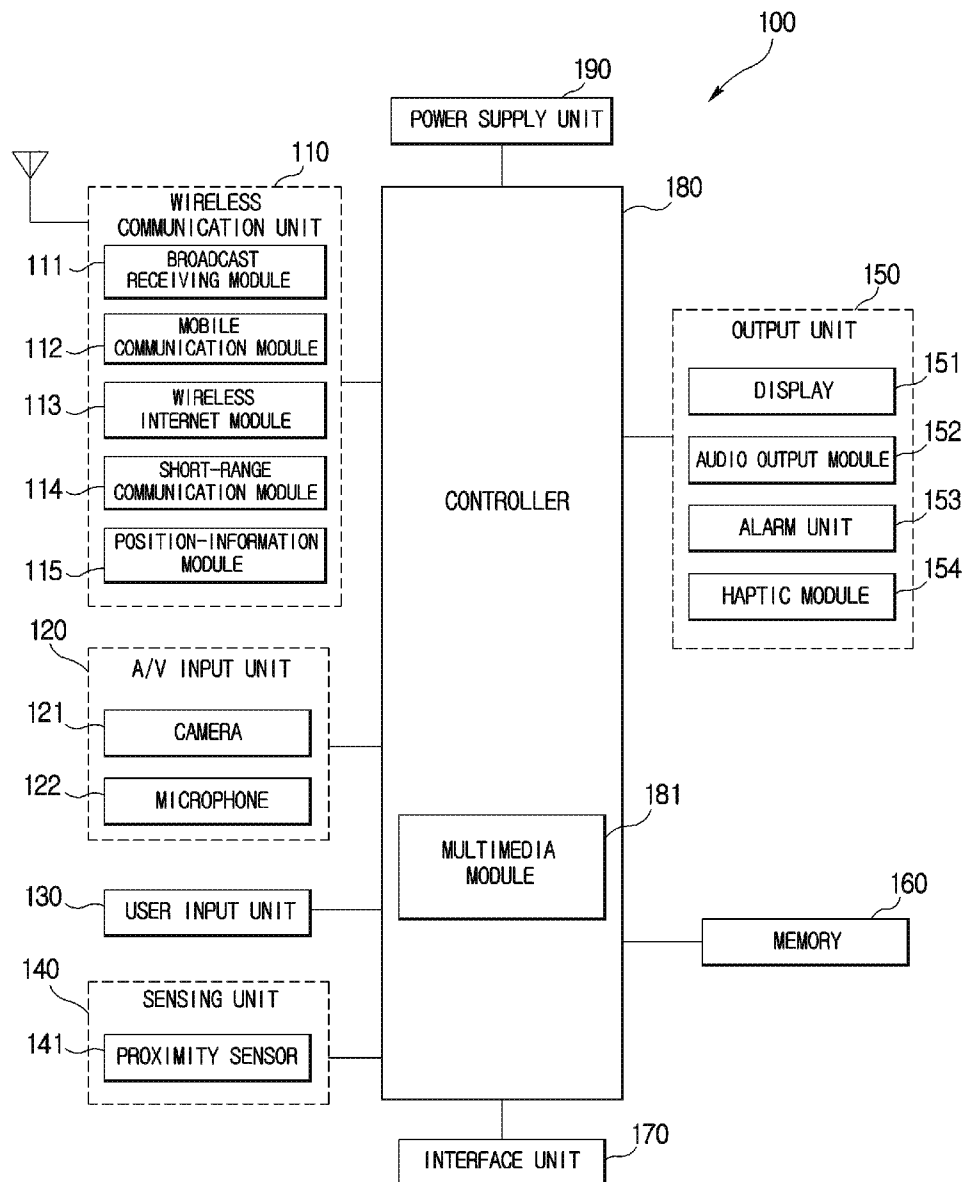 100
190
POWER SUPPLY UNIT
110
WIRELESS
COMMUNICATION UNIT
111
BROADCAST
RECEIVING MODULE
112
MOBILE
COMMUNICATION MODULE
113
WIRELESS
INTERNET MODULE
114
SHORT-RANGE
COMMUNICATION MODULE
115
POSITION-INFORMATION
MODULE
120
A/V INPUT UNIT
121
CAMERA
122
MICROPHONE
130
USER INPUT UNIT
140
SENSING UNIT
141
PROXIMITY SENSOR
180
CONTROLLER
181
MULTIMEDIA
MODULE
150
OUTPUT UNIT
151
DISPLAY
152
AUDIO OUTPUT MODULE
153
ALARM UNIT
154
HAPTIC MODULE
160
MEMORY
170
INTERFACE UNIT